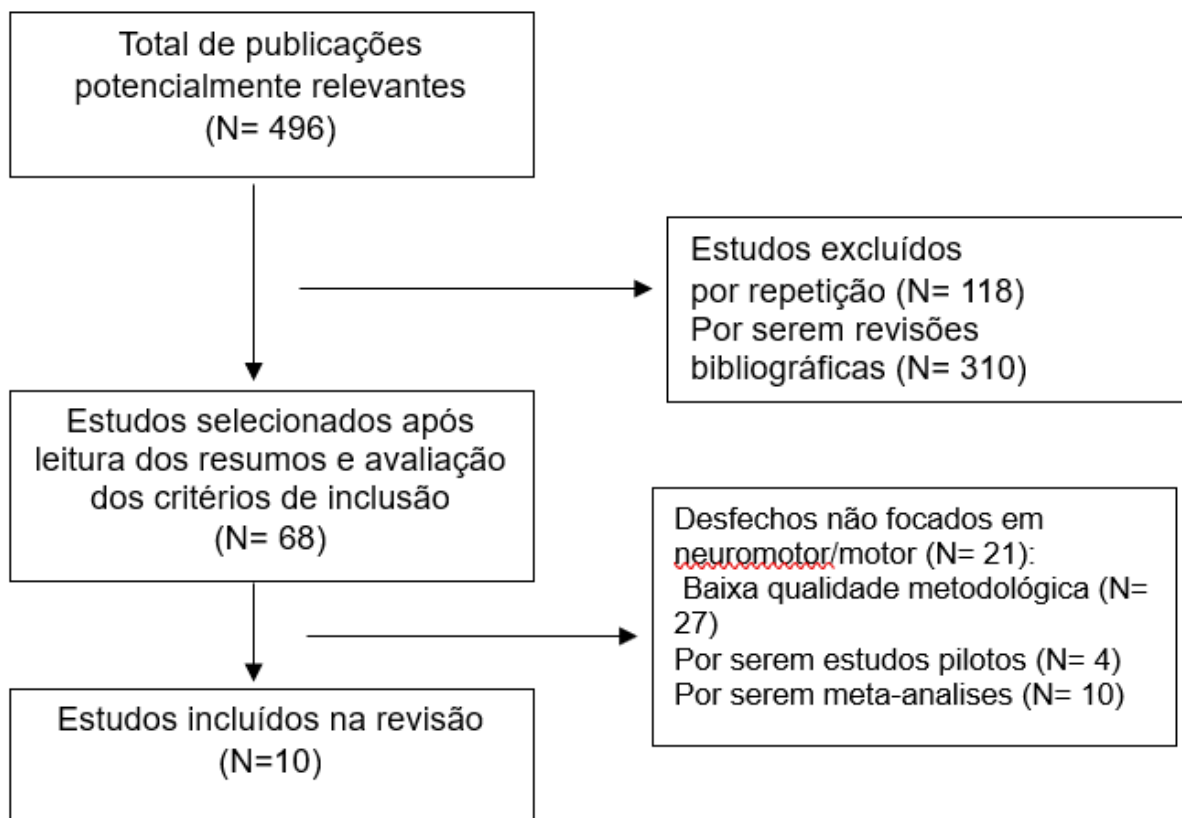 Total de publicações
potencialmente relevantes
(N= 496)
Estudos excluídos
por repetição (N= 118)
Por serem revisões
bibliográficas (N= 310)
Estudos selecionados após
leitura dos resumos e avaliação
dos critérios de inclusão
(N= 68)
Desfechos não focados em
neuromotor/motor (N= 21):
Baixa qualidade metodológica (N=
27)
Por serem estudos pilotos (N= 4)
Por serem meta-analises (N= 10)
Estudos incluídos na revisão
(N=10)